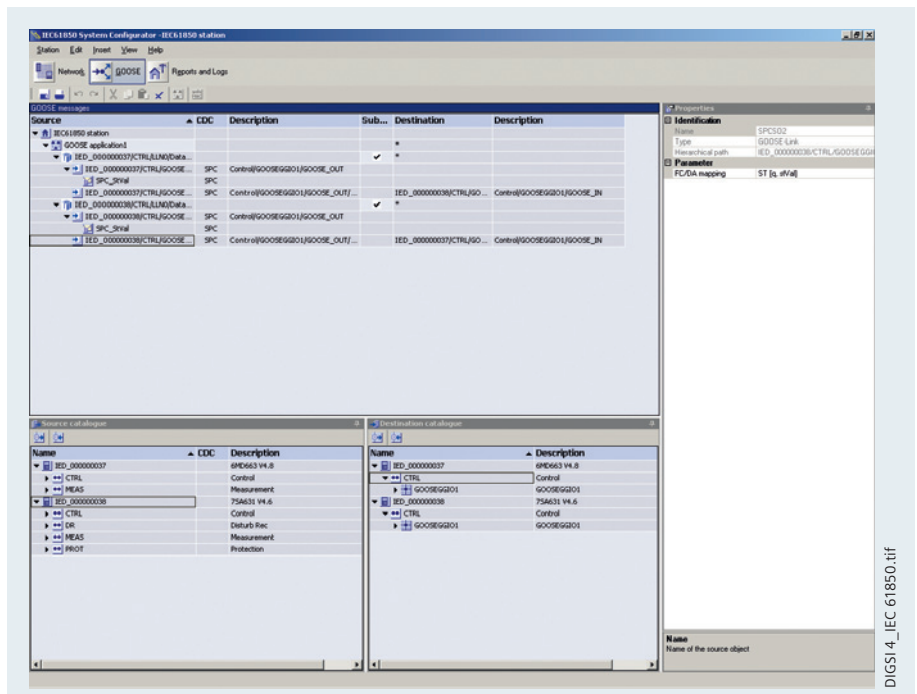 IEC61850 System Configurator -IEC61850 station
Station Edit Insert View Help
Network GOOSE Reports and Logs
GOOSE messages
Source CDC Description Sub... Destination Description
IEC61850 station
GOOSE application1 *
IED_000000037/CTRL/LLN0/Data... *
IED_000000037/CTRL/GOOSE... SPC Control/GOOSEGGIO1/GOOSE_OUT
SPC_StVal SPC
IED_000000037/CTRL/GOOSE... SPC Control/GOOSEGGIO1/GOOSE_OUT/... IED_000000038/CTRL/GO... Control/GOOSEGGIO1/GOOSE_IN
IED_000000038/CTRL/LLN0/Data... *
IED_000000038/CTRL/GOOSE... SPC Control/GOOSEGGIO1/GOOSE_OUT
SPC_StVal SPC
IED_000000038/CTRL/GOOSE... SPC Control/GOOSEGGIO1/GOOSE_OUT/... IED_000000037/CTRL/GO... Control/GOOSEGGIO1/GOOSE_IN
Properties
Identification
Name SPCSO2
Type GOOSE-Link
Hierarchical path IED_000000038/CTRL/GOOSEGGI
Parameter
FC/DA mapping ST [q, stVal]
Source catalogue
Name CDC Description
IED_000000037 6MD663 V4.8
CTRL Control
MEAS Measurement
IED_000000038 7SA631 V4.6
CTRL Control
DR Disturb Rec
MEAS Measurement
PROT Protection
Destination catalogue
Name Description
IED_000000037 6MD663 V4.8
CTRL Control
GOOSEGGIO1 GOOSEGGIO1
IED_000000038 7SA631 V4.6
CTRL Control
GOOSEGGIO1 GOOSEGGIO1
Name
Name of the source object
DIGSI 4_IEC 61850.tif